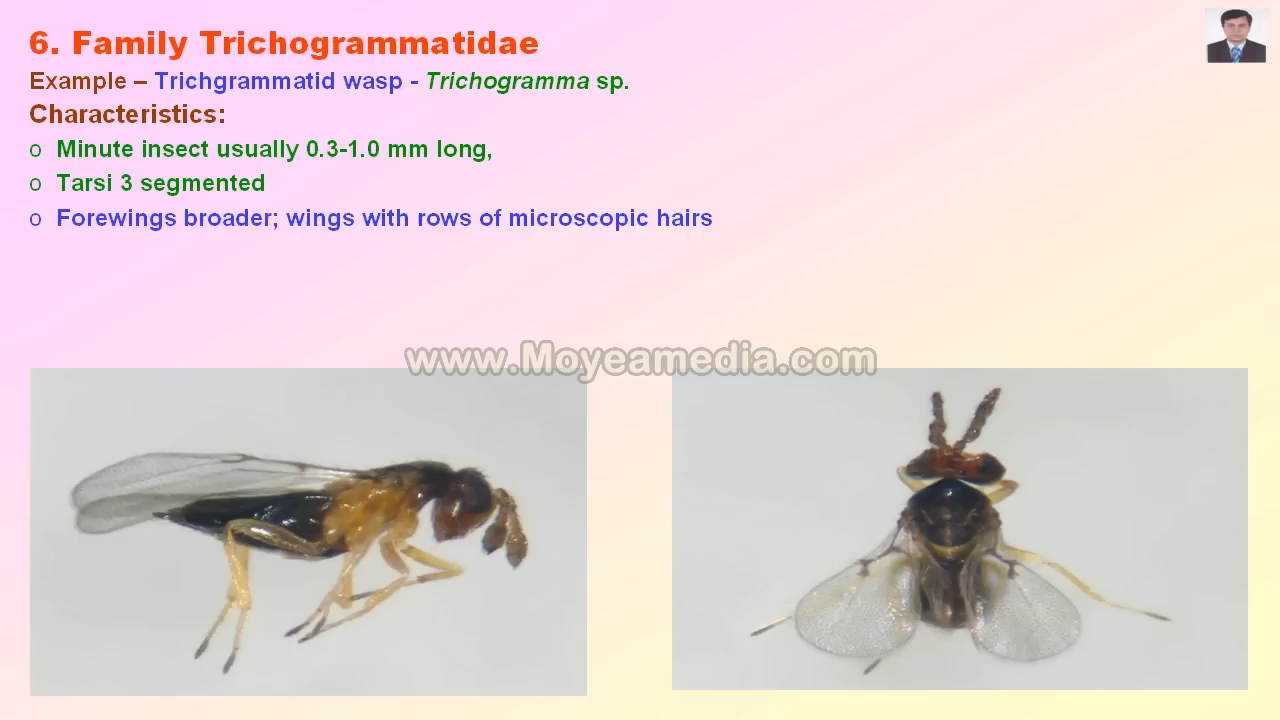 6. Family Trichogrammatidae
Example – Trichgrammatid wasp - Trichogramma sp.
Characteristics:
o Minute insect usually 0.3-1.0 mm long,
o Tarsi 3 segmented
o Forewings broader; wings with rows of microscopic hairs
www.Moyeamedia.com